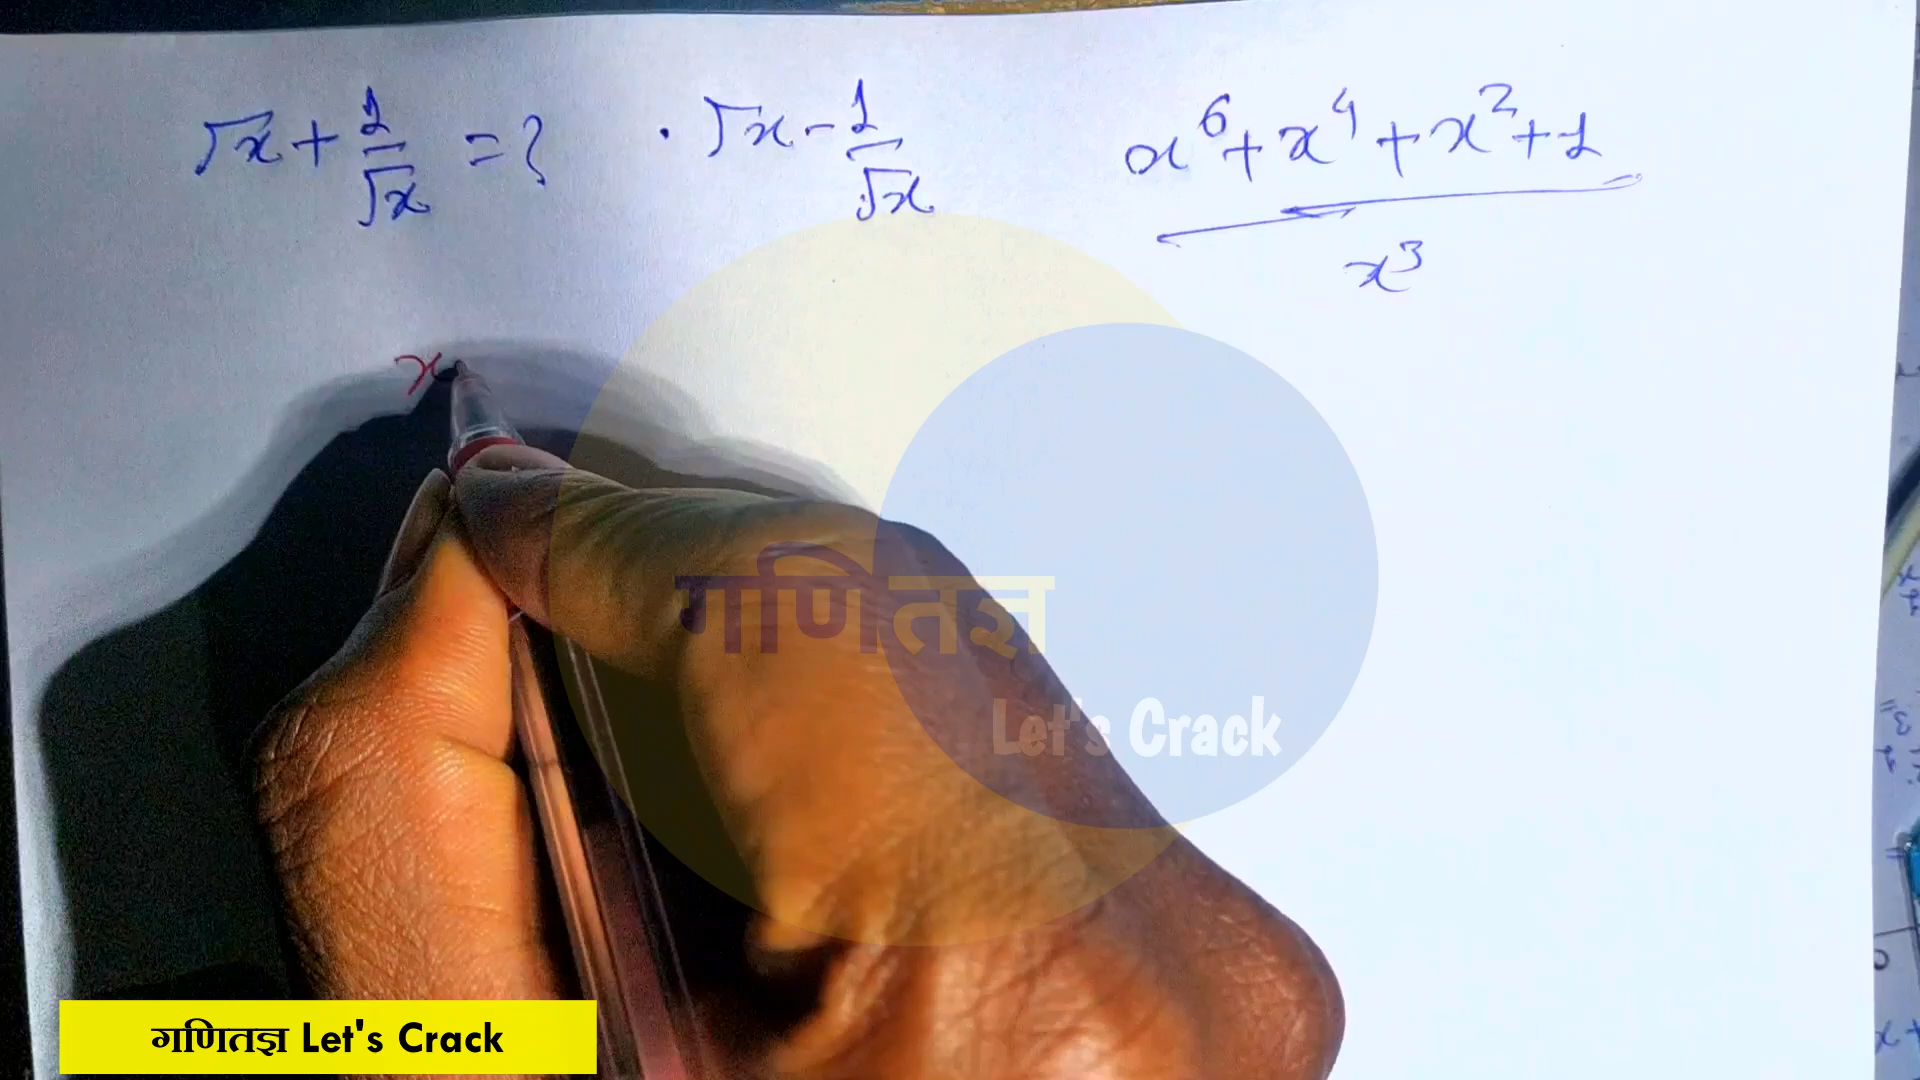 √x + 1/√x = ? · √x - 1/√x x⁶ + x⁴ + x² + 1
x³
x
गणितज्ञ
Let's Crack
गणितज्ञ Let's Crack